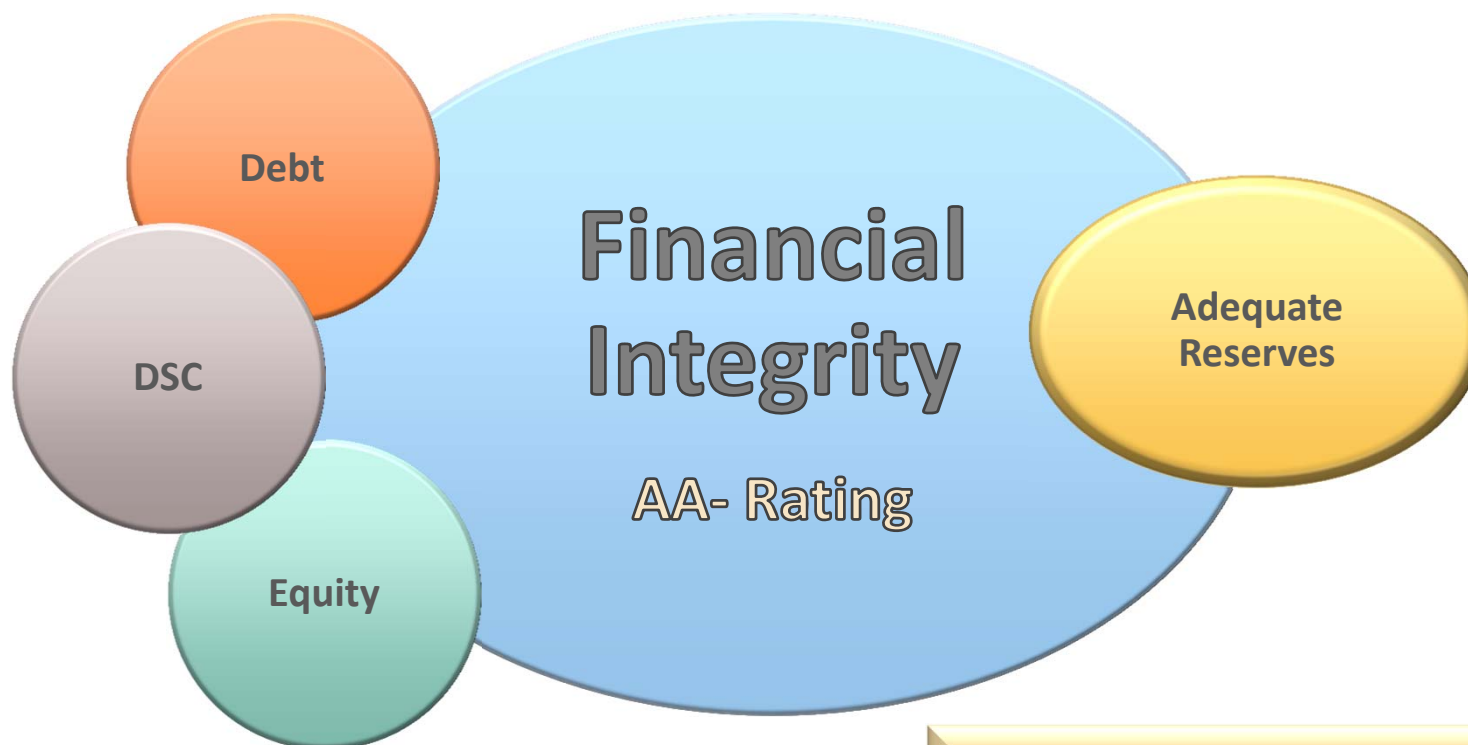 Debt
DSC
Equity
Financial
Integrity
AA- Rating
Adequate
Reserves